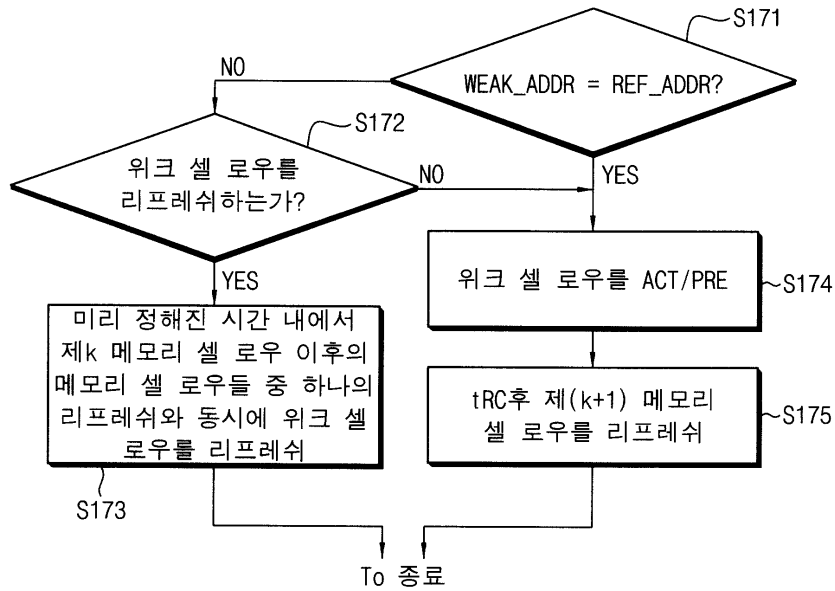 S171
WEAK_ADDR = REF_ADDR?
NO
S172
위크 셀 로우를
리프레쉬하는가?
NO
YES
YES
위크 셀 로우를 ACT/PRE
S174
미리 정해진 시간 내에서
제k 메모리 셀 로우 이후의
메모리 셀 로우들 중 하나의
리프레쉬와 동시에 위크 셀
로우를 리프레쉬
S173
tRC후 제(k+1) 메모리
셀 로우를 리프레쉬
S175
To 종료